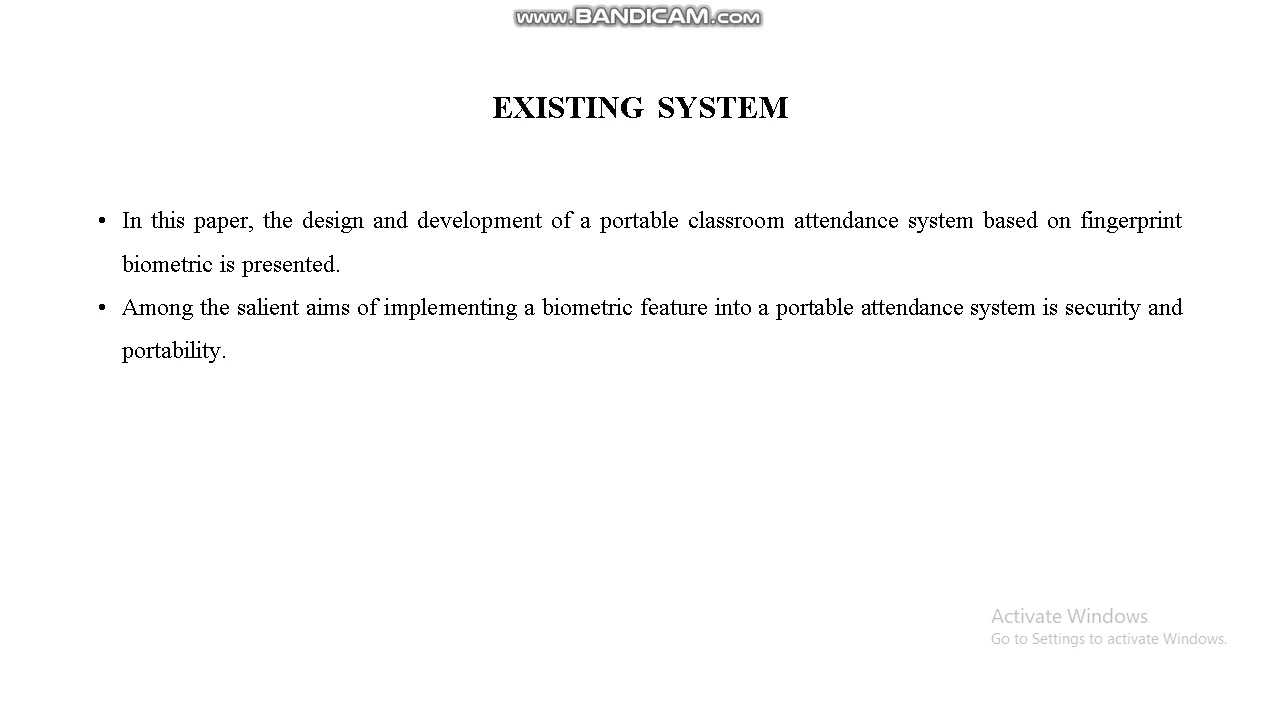 www.BANDICAM.com
EXISTING SYSTEM
• In this paper, the design and development of a portable classroom attendance system based on fingerprint
biometric is presented.
• Among the salient aims of implementing a biometric feature into a portable attendance system is security and
portability.
Activate Windows
Go to Settings to activate Windows.